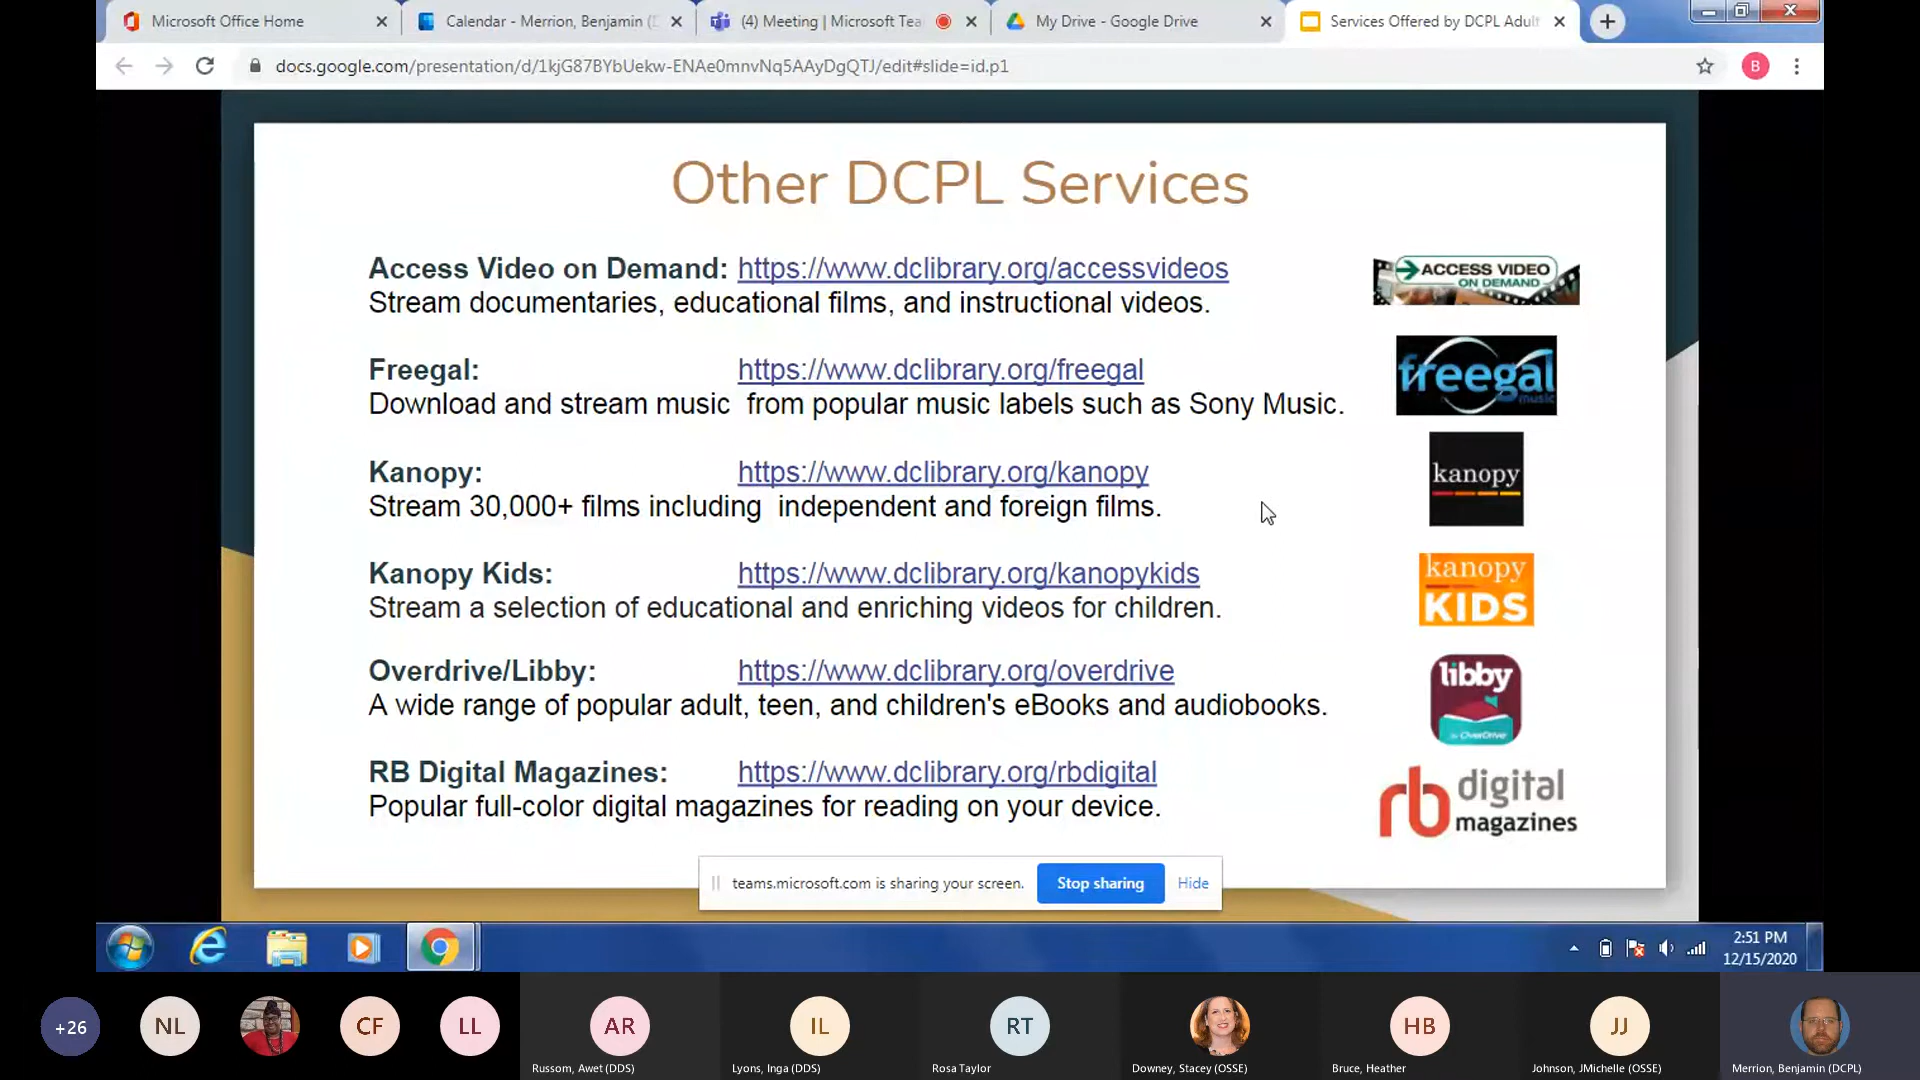 Microsoft Office Home
Calendar - Merrion, Benjamin (D
(4) Meeting | Microsoft Tea
My Drive - Google Drive
Services Offered by DCPL Adult
docs.google.com/presentation/d/1kjG87BYbUekw-ENAe0mnvNq5AAyDgQTJ/edit#slide=id.p1
B
Other DCPL Services
Access Video on Demand: https://www.dclibrary.org/accessvideos
Stream documentaries, educational films, and instructional videos.
ACCESS VIDEO
ON DEMAND
Freegal: https://www.dclibrary.org/freegal
Download and stream music  from popular music labels such as Sony Music.
freegal
music
Kanopy: https://www.dclibrary.org/kanopy
Stream 30,000+ films including  independent and foreign films.
kanopy
Kanopy Kids: https://www.dclibrary.org/kanopykids
Stream a selection of educational and enriching videos for children.
kanopy
KIDS
Overdrive/Libby: https://www.dclibrary.org/overdrive
A wide range of popular adult, teen, and children's eBooks and audiobooks.
libby
by OverDrive
RB Digital Magazines: https://www.dclibrary.org/rbdigital
Popular full-color digital magazines for reading on your device.
rb digital
magazines
teams.microsoft.com is sharing your screen.
Stop sharing
Hide
2:51 PM
12/15/2020
+26
NL
CF
LL
AR
IL
RT
HB
JJ
Russom, Awet (DDS)
Lyons, Inga (DDS)
Rosa Taylor
Downey, Stacey (OSSE)
Bruce, Heather
Johnson, JMichelle (OSSE)
Merrion, Benjamin (DCPL)